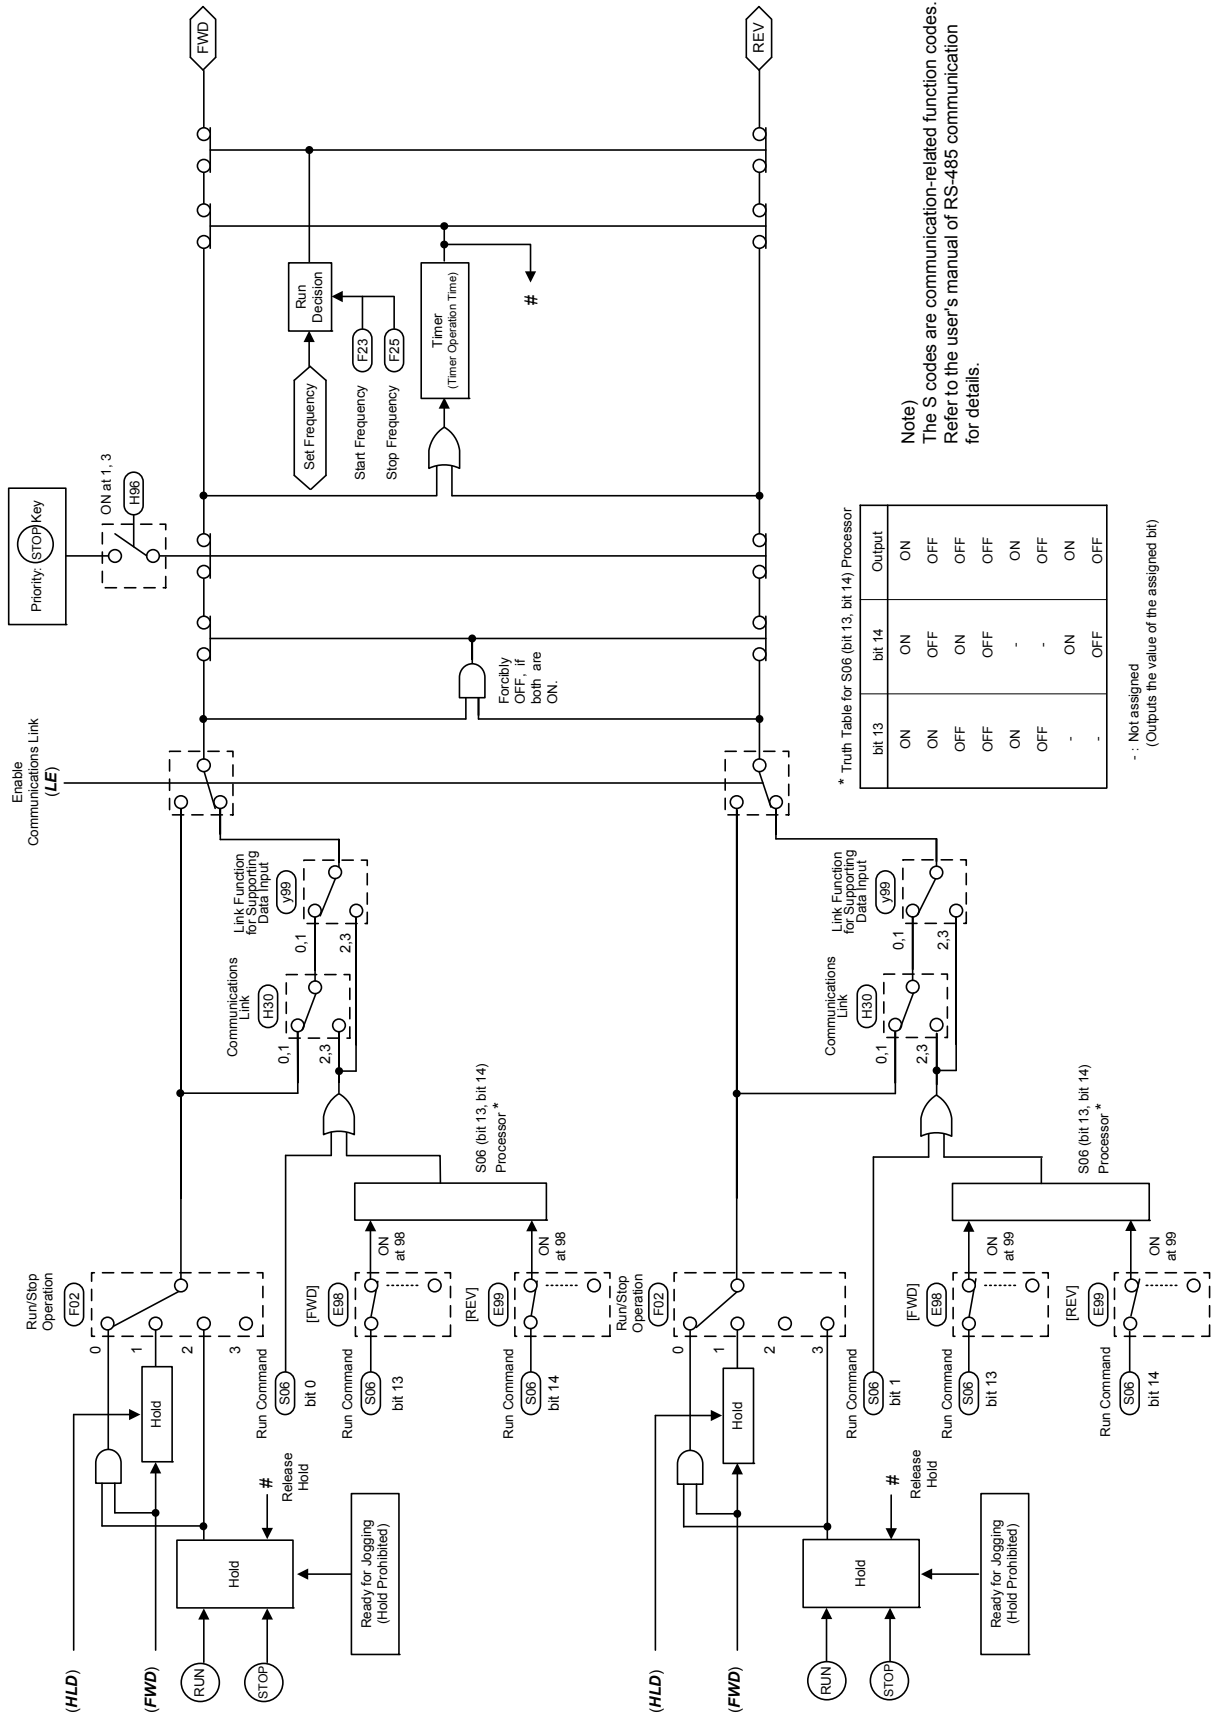 (HLD)
(FWD)
RUN
STOP
Hold
Hold
#
Release
Hold
Ready for Jogging
(Hold Prohibited)
Run/Stop
Operation
F02
0
1
2
3
Run Command
S06
bit 0
Run Command
S06
bit 13
[FWD]
E98
ON
at 98
Run Command
S06
bit 14
[REV]
E99
ON
at 98
S06 (bit 13, bit 14)
Processor *
Communications
Link
H30
0,1
2,3
Link Function
for Supporting
Data Input
y99
0,1
2,3
Enable
Communications Link
(LE)
Forcibly
OFF, if
both are
ON.
Priority: STOP Key
ON at 1, 3
H96
Set Frequency
Run
Decision
Start Frequency
F23
Stop Frequency
F25
Timer
(Timer Operation Time)
#
FWD
(HLD)
(FWD)
RUN
STOP
Hold
Hold
#
Release
Hold
Ready for Jogging
(Hold Prohibited)
Run/Stop
Operation
F02
0
1
2
3
Run Command
S06
bit 1
Run Command
S06
bit 13
[FWD]
E98
ON
at 99
Run Command
S06
bit 14
[REV]
E99
ON
at 99
S06 (bit 13, bit 14)
Processor *
Communications
Link
H30
0,1
2,3
Link Function
for Supporting
Data Input
y99
0,1
2,3
REV
* Truth Table for S06 (bit 13, bit 14) Processor
bit 13 bit 14 Output
ON ON ON
ON OFF OFF
OFF ON OFF
OFF OFF OFF
ON - ON
OFF - OFF
- ON ON
- OFF OFF
- : Not assigned
(Outputs the value of the assigned bit)
Note)
The S codes are communication-related function codes.
Refer to the user's manual of RS-485 communication
for details.